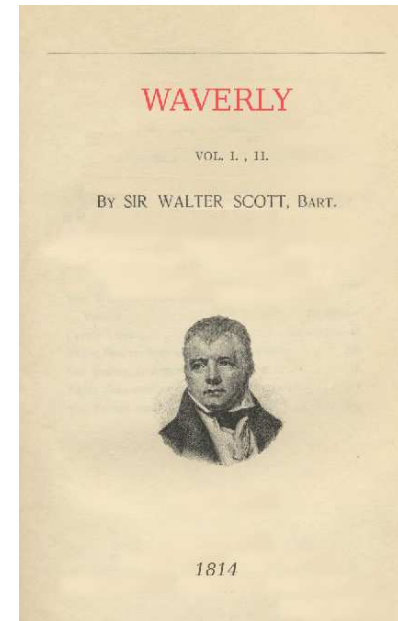 WAVERLY
VOL. I. , II.
BY SIR WALTER SCOTT, BART.
1814